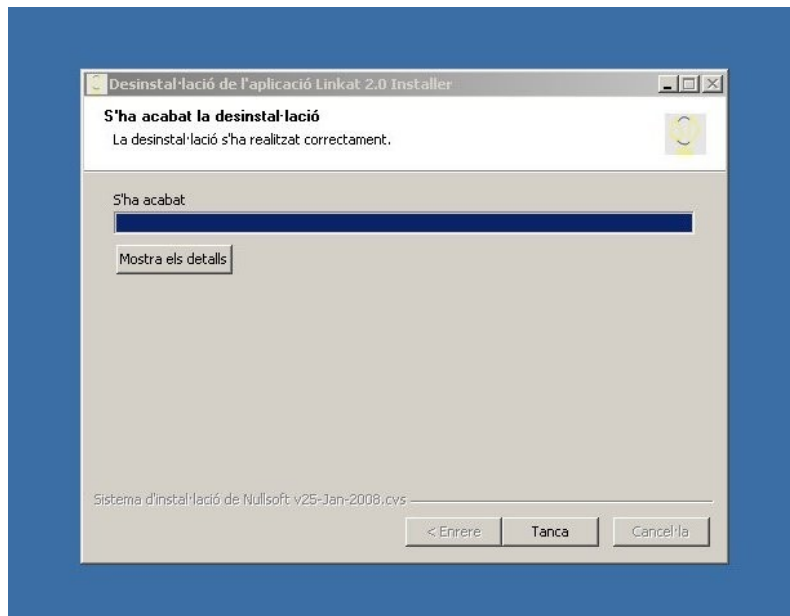 Desinstal·lació de l'aplicació Linkat 2.0 Installer
S'ha acabat la desinstal·lació
La desinstal·lació s'ha realitzat correctament.
S'ha acabat
Mostra els detalls
Sistema d'instal·lació de Nullsoft v25-Jan-2008.cvs
< Enrere
Tanca
Cancel·la